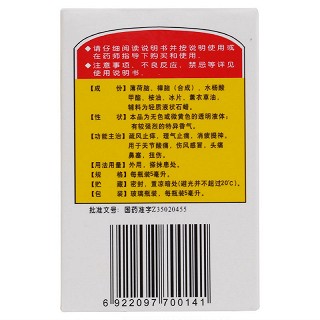 ◆请仔细阅读说明书并按说明使用或
在药师指导下购买和使用。
◆注意事项、不良反应、禁忌等详见
使用说明书。
【成 份】薄荷脑、樟脑(合成)、水杨酸
甲酯、桉油、冰片、薰衣草油，
辅料为轻质液状石蜡。
【性 状】本品为无色或微黄色的透明液体；
有较强烈的特异香气。
【功能主治】疏风止痒，理气止痛，消疲提神。
用于关节酸痛，伤风感冒，头痛
鼻塞，扭伤。
【用法用量】外用，搽抹患处。
【规 格】每瓶装5毫升。
【贮 藏】密封，置凉暗处(避光并不超过20℃)。
【包 装】玻璃瓶装，每瓶装5毫升。
批准文号：国药准字Z35020455
6 922097 700141